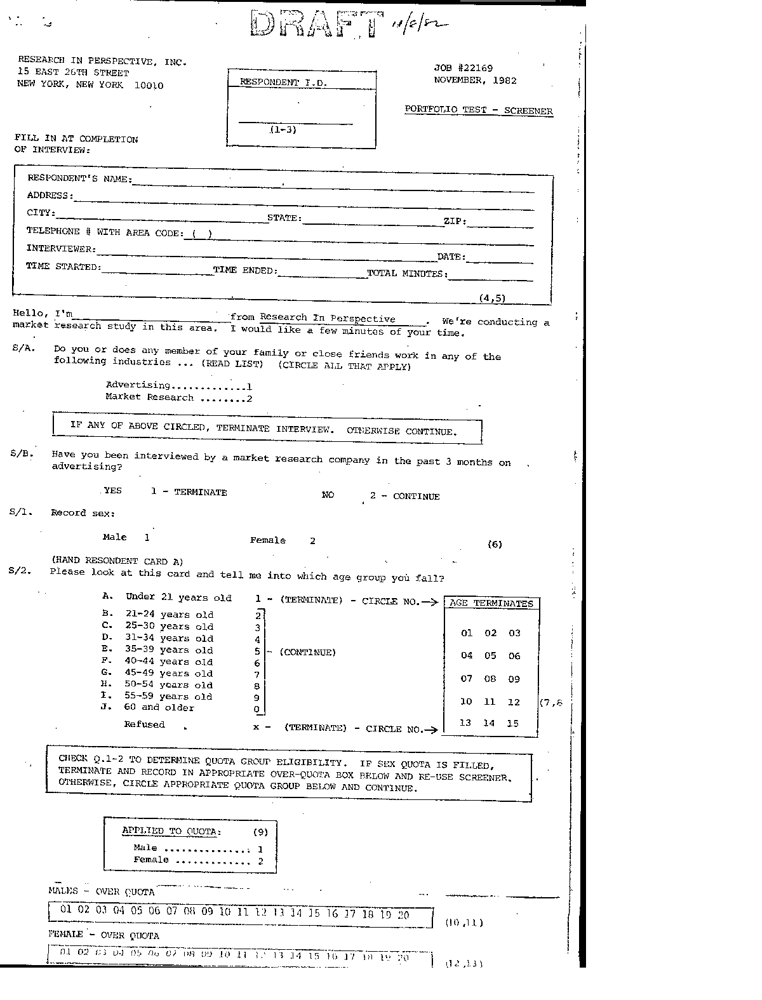 DRAFT 11/8/82
RESEARCH IN PERSPECTIVE, INC.
15 EAST 26TH STREET
NEW YORK, NEW YORK 10010
RESPONDENT I.D.
(1-3)
JOB #22169
NOVEMBER, 1982
PORTFOLIO TEST - SCREENER
FILL IN AT COMPLETION
OF INTERVIEW:
RESPONDENT'S NAME:
ADDRESS:
CITY: STATE: ZIP:
TELEPHONE # WITH AREA CODE: ( )
INTERVIEWER: DATE:
TIME STARTED: TIME ENDED: TOTAL MINUTES:
(4,5)
Hello, I'm from Research In Perspective. We're conducting a
market research study in this area. I would like a few minutes of your time.
S/A. Do you or does any member of your family or close friends work in any of the
following industries ... (READ LIST) (CIRCLE ALL THAT APPLY)
Advertising.............1
Market Research ........2
IF ANY OF ABOVE CIRCLED, TERMINATE INTERVIEW. OTHERWISE CONTINUE.
S/B. Have you been interviewed by a market research company in the past 3 months on
advertising?
YES 1 - TERMINATE NO 2 - CONTINUE
S/1. Record sex:
Male 1 Female 2 (6)
(HAND RESONDENT CARD A)
S/2. Please look at this card and tell me into which age group you fall?
A. Under 21 years old 1 - (TERMINATE) - CIRCLE NO.-> AGE TERMINATES
B. 21-24 years old 2
C. 25-30 years old 3
D. 31-34 years old 4 01 02 03
E. 35-39 years old 5 - (CONTINUE) 04 05 06
F. 40-44 years old 6
G. 45-49 years old 7 07 08 09
H. 50-54 years old 8
I. 55-59 years old 9 10 11 12 (7,8
J. 60 and older 0
Refused x - (TERMINATE) - CIRCLE NO.-> 13 14 15
CHECK Q.1-2 TO DETERMINE QUOTA GROUP ELIGIBILITY. IF SEX QUOTA IS FILLED,
TERMINATE AND RECORD IN APPROPRIATE OVER-QUOTA BOX BELOW AND RE-USE SCREENER.
OTHERWISE, CIRCLE APPROPRIATE QUOTA GROUP BELOW AND CONTINUE.
APPLIED TO QUOTA: (9)
Male .............. 1
Female ............ 2
MALES - OVER QUOTA
01 02 03 04 05 06 07 08 09 10 11 12 13 14 15 16 17 18 19 20 (10,11)
FEMALE - OVER QUOTA
01 02 03 04 05 06 07 08 09 10 11 12 13 14 15 16 17 18 19 20 (12,13)